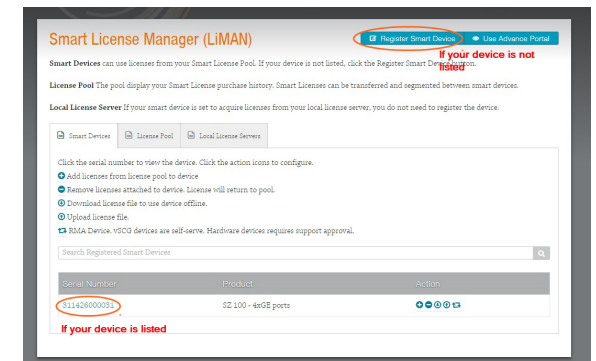 Smart License Manager (LiMAN)
Register Smart Device
Use Advance Portal
If your device is not listed
Smart Devices can use licenses from your Smart License Pool. If your device is not listed, click the Register Smart Device button.
License Pool The pool display your Smart License purchase history. Smart Licenses can be transferred and segmented between smart devices.
Local License Server If your smart device is set to acquire licenses from your local license server, you do not need to register the device.
Smart Devices
License Pool
Local License Servers
Click the serial number to view the device. Click the action icons to configure.
Add licenses from license pool to device
Remove licenses attached to device. License will return to pool.
Download license file to use device offline.
Upload license file.
RMA Device. vSCG devices are self-serve. Hardware devices requires support approval.
Search Registered Smart Devices
Serial Number
Product
Action
311426000031
SZ 100 - 4xGE ports
If your device is listed